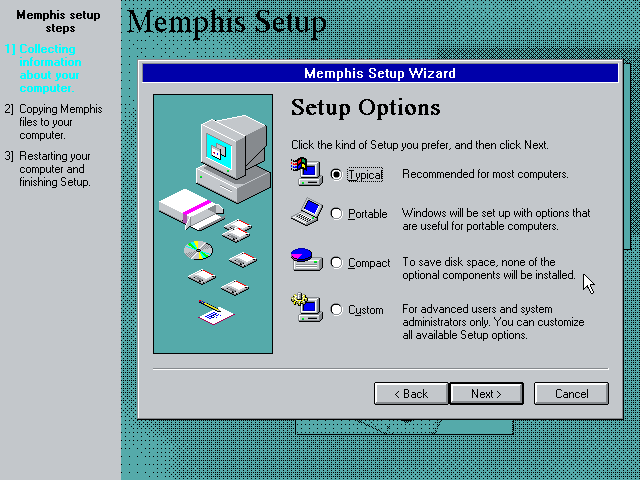 Memphis setup
steps
1] Collecting
information
about your
computer.
2) Copying Memphis
files to your
computer.
3) Restarting your
computer and
finishing Setup.
Memphis Setup
Memphis Setup Wizard
Setup Options
Click the kind of Setup you prefer, and then click Next.
Typical Recommended for most computers.
Portable Windows will be set up with options that
are useful for portable computers.
Compact To save disk space, none of the
optional components will be installed.
Custom For advanced users and system
administrators only. You can customize
all available Setup options.
< Back Next > Cancel